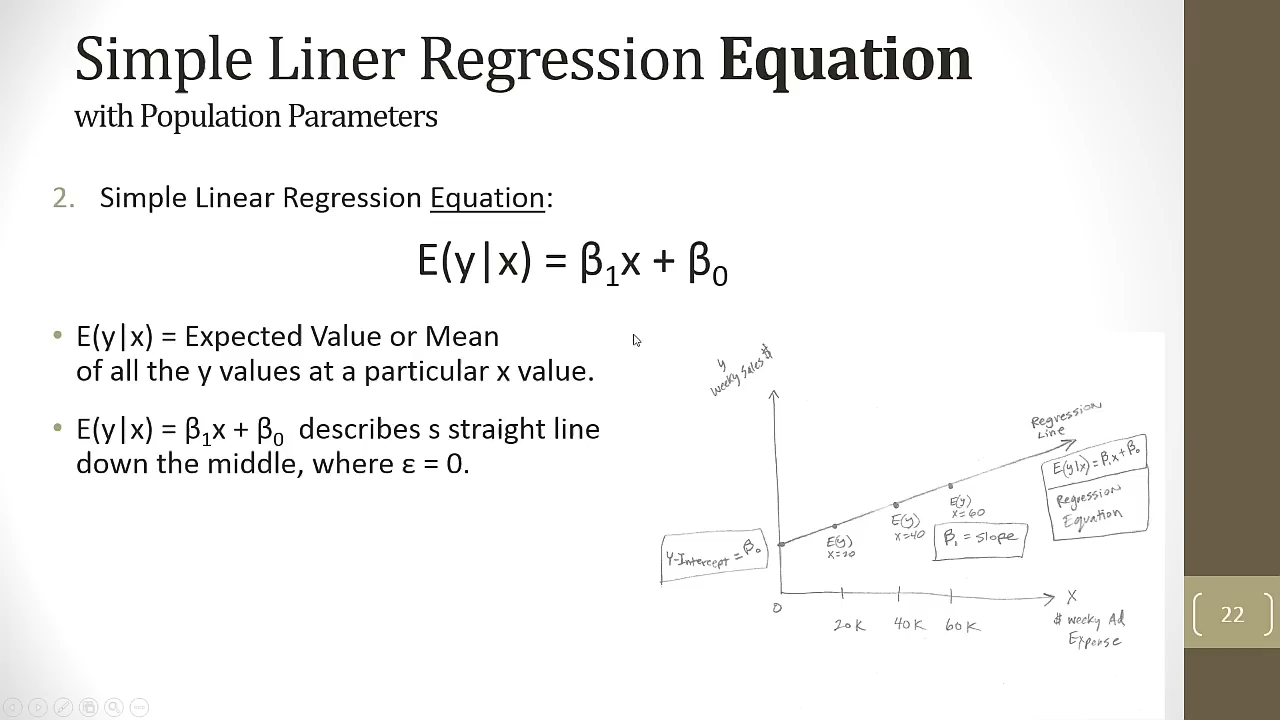 Simple Liner Regression Equation
with Population Parameters
2. Simple Linear Regression Equation:
E(y|x) = β₁x + β₀
• E(y|x) = Expected Value or Mean
of all the y values at a particular x value.
• E(y|x) = β₁x + β₀ describes s straight line
down the middle, where ε = 0.
y
Weeky Sales $
Regression
Line
E(y|x) = β₁x + β₀
Regression
Equation
E(y)
x=60
E(y)
x=40
E(y)
x=20
β₁ = slope
Y-Intercept = β₀
0
20K 40K 60K
X
$ weeky Ad
Expense
22